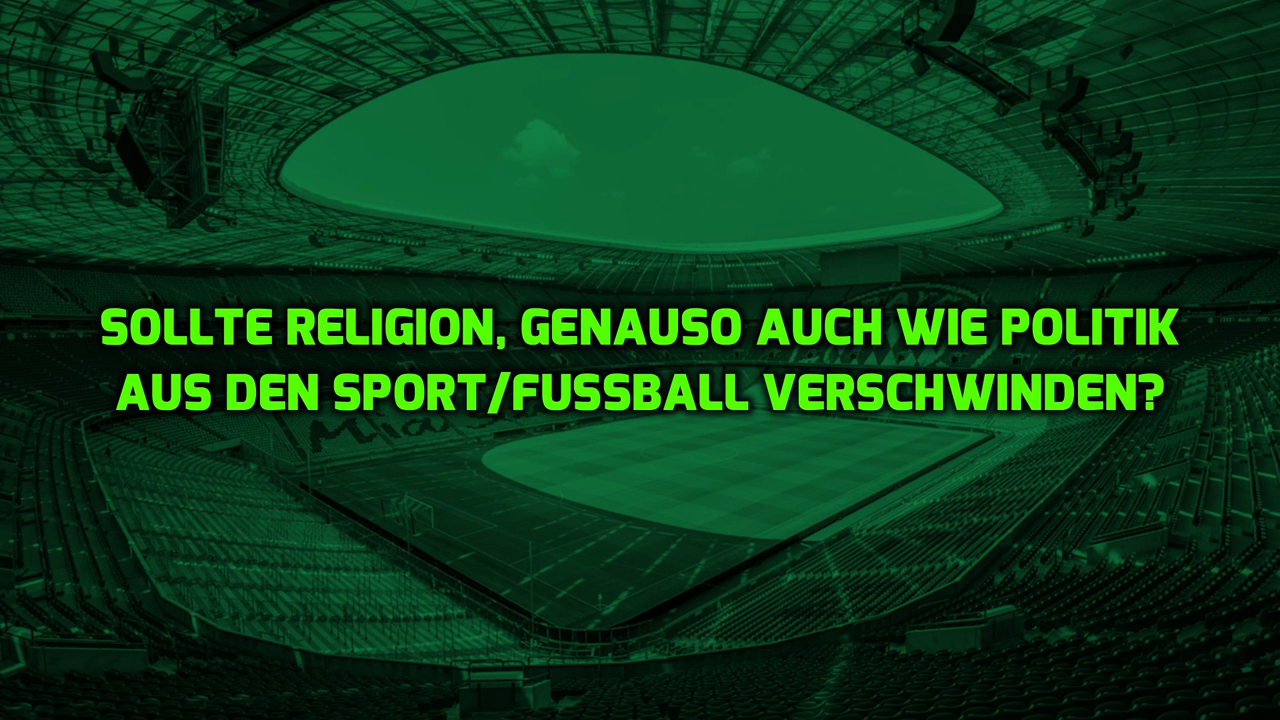 SOLLTE RELIGION, GENAUSO AUCH WIE POLITIK
AUS DEN SPORT/FUSSBALL VERSCHWINDEN?